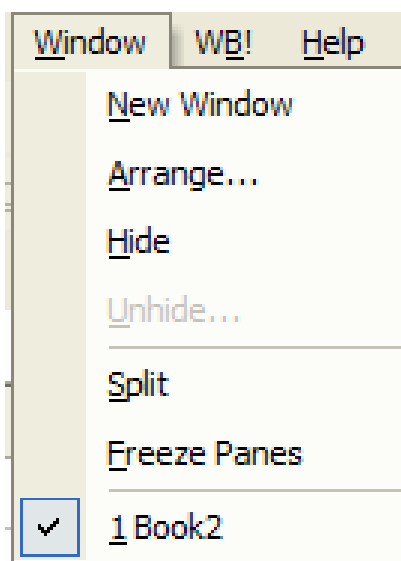 Window WB! Help
New Window
Arrange...
Hide
Unhide...
Split
Freeze Panes
1 Book2